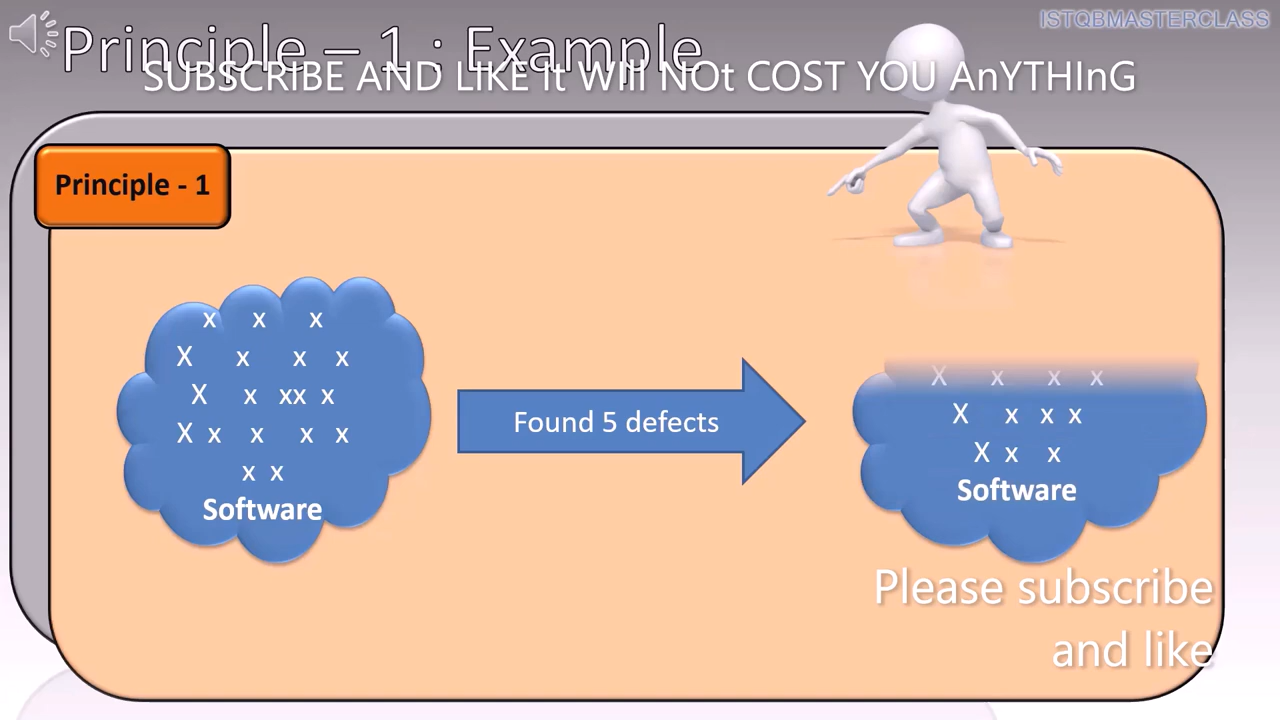 ISTQBMASTERCLASS
Principle – 1 : Example
SUBSCRIBE AND LIKE It WIll NOt COST YOU AnYTHInG
Principle - 1
x x x
X x x x
X x xx x
X x x x x
x x
Software
Found 5 defects
X x x x
X x x x
X x x
Software
Please subscribe
and like